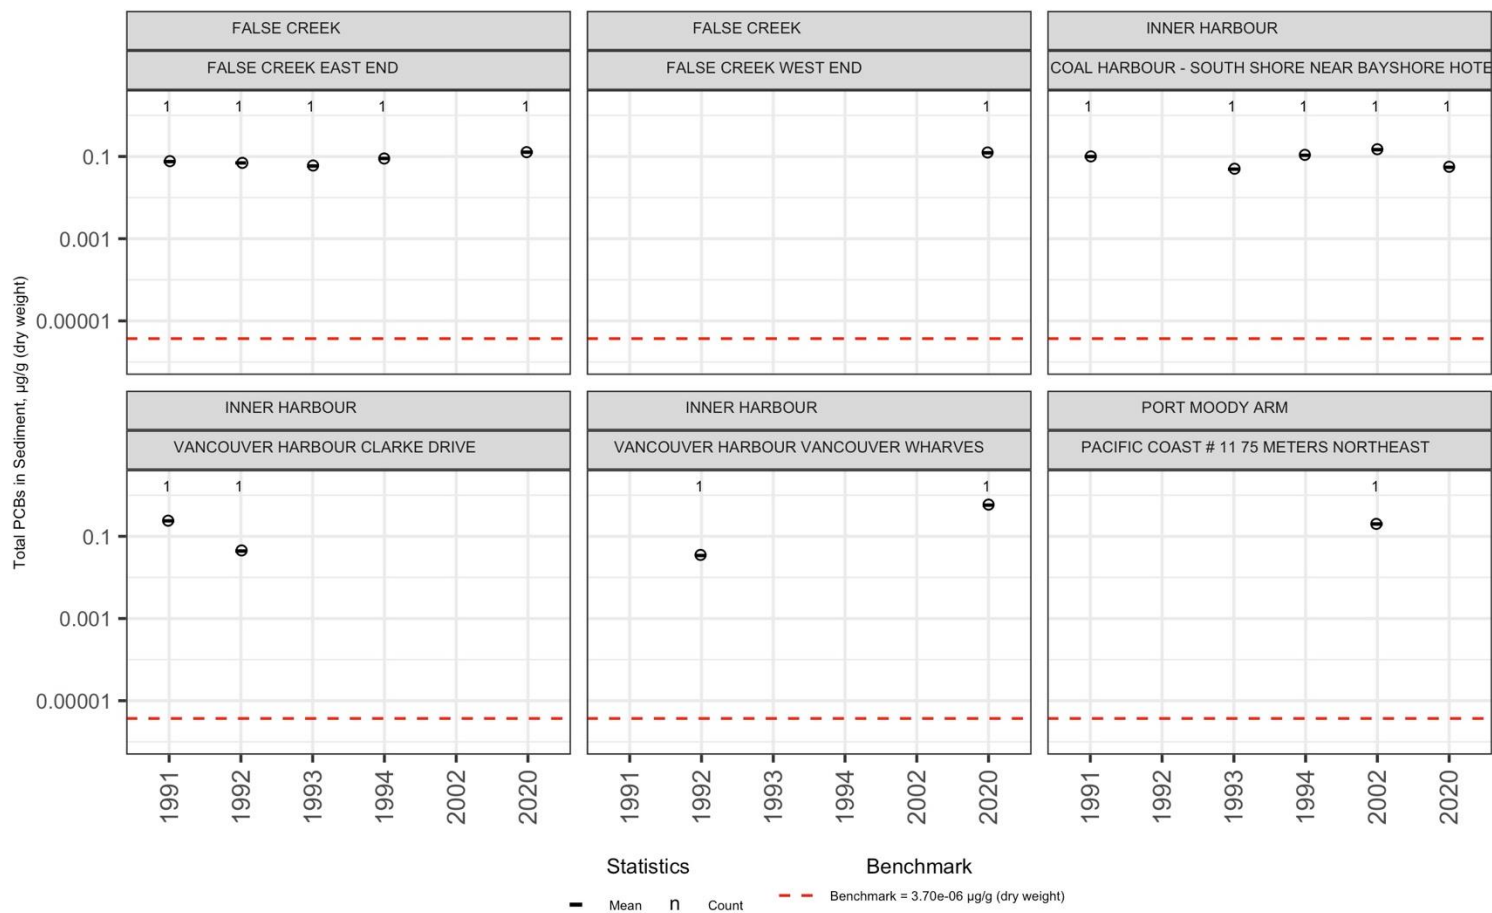 FALSE CREEK
FALSE CREEK
INNER HARBOUR
FALSE CREEK EAST END
FALSE CREEK WEST END
COAL HARBOUR - SOUTH SHORE NEAR BAYSHORE HOTE
1 1 1 1 1
1
1 1 1 1 1
0.1
0.001
0.00001
Total PCBs in Sediment, µg/g (dry weight)
INNER HARBOUR
INNER HARBOUR
PORT MOODY ARM
VANCOUVER HARBOUR CLARKE DRIVE
VANCOUVER HARBOUR VANCOUVER WHARVES
PACIFIC COAST # 11 75 METERS NORTHEAST
1 1
1 1
1
0.1
0.001
0.00001
1991 1992 1993 1994 2002 2020
1991 1992 1993 1994 2002 2020
1991 1992 1993 1994 2002 2020
Statistics
Benchmark
Mean n Count
Benchmark = 3.70e-06 µg/g (dry weight)